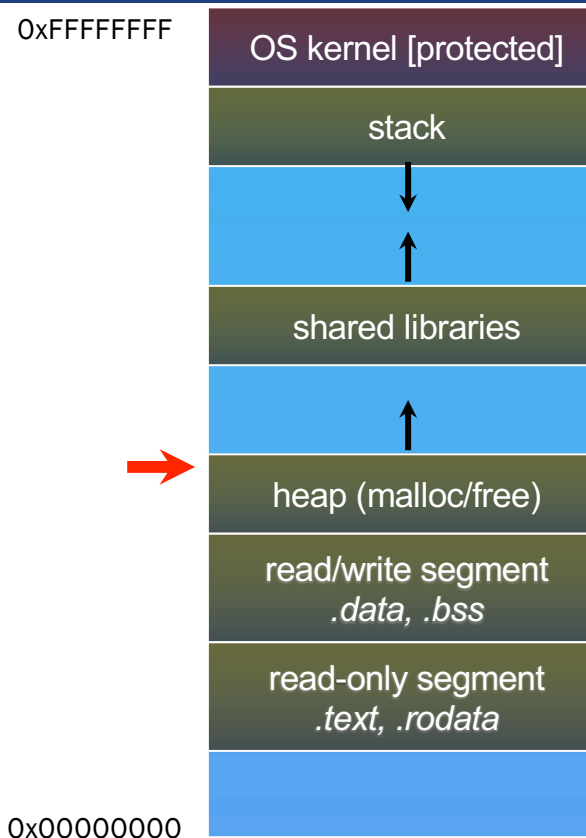 0xFFFFFFFF
OS kernel [protected]
stack
shared libraries
heap (malloc/free)
read/write segment
.data, .bss
read-only segment
.text, .rodata
0x00000000